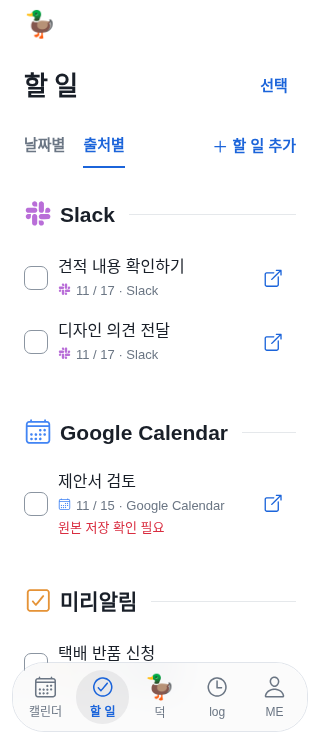 할 일
선택
날짜별
출처별
+ 할 일 추가
Slack
견적 내용 확인하기
11 / 17 · Slack
디자인 의견 전달
11 / 17 · Slack
Google Calendar
제안서 검토
11 / 15 · Google Calendar
원본 저장 확인 필요
미리알림
택배 반품 신청
캘린더
할 일
덕
log
ME